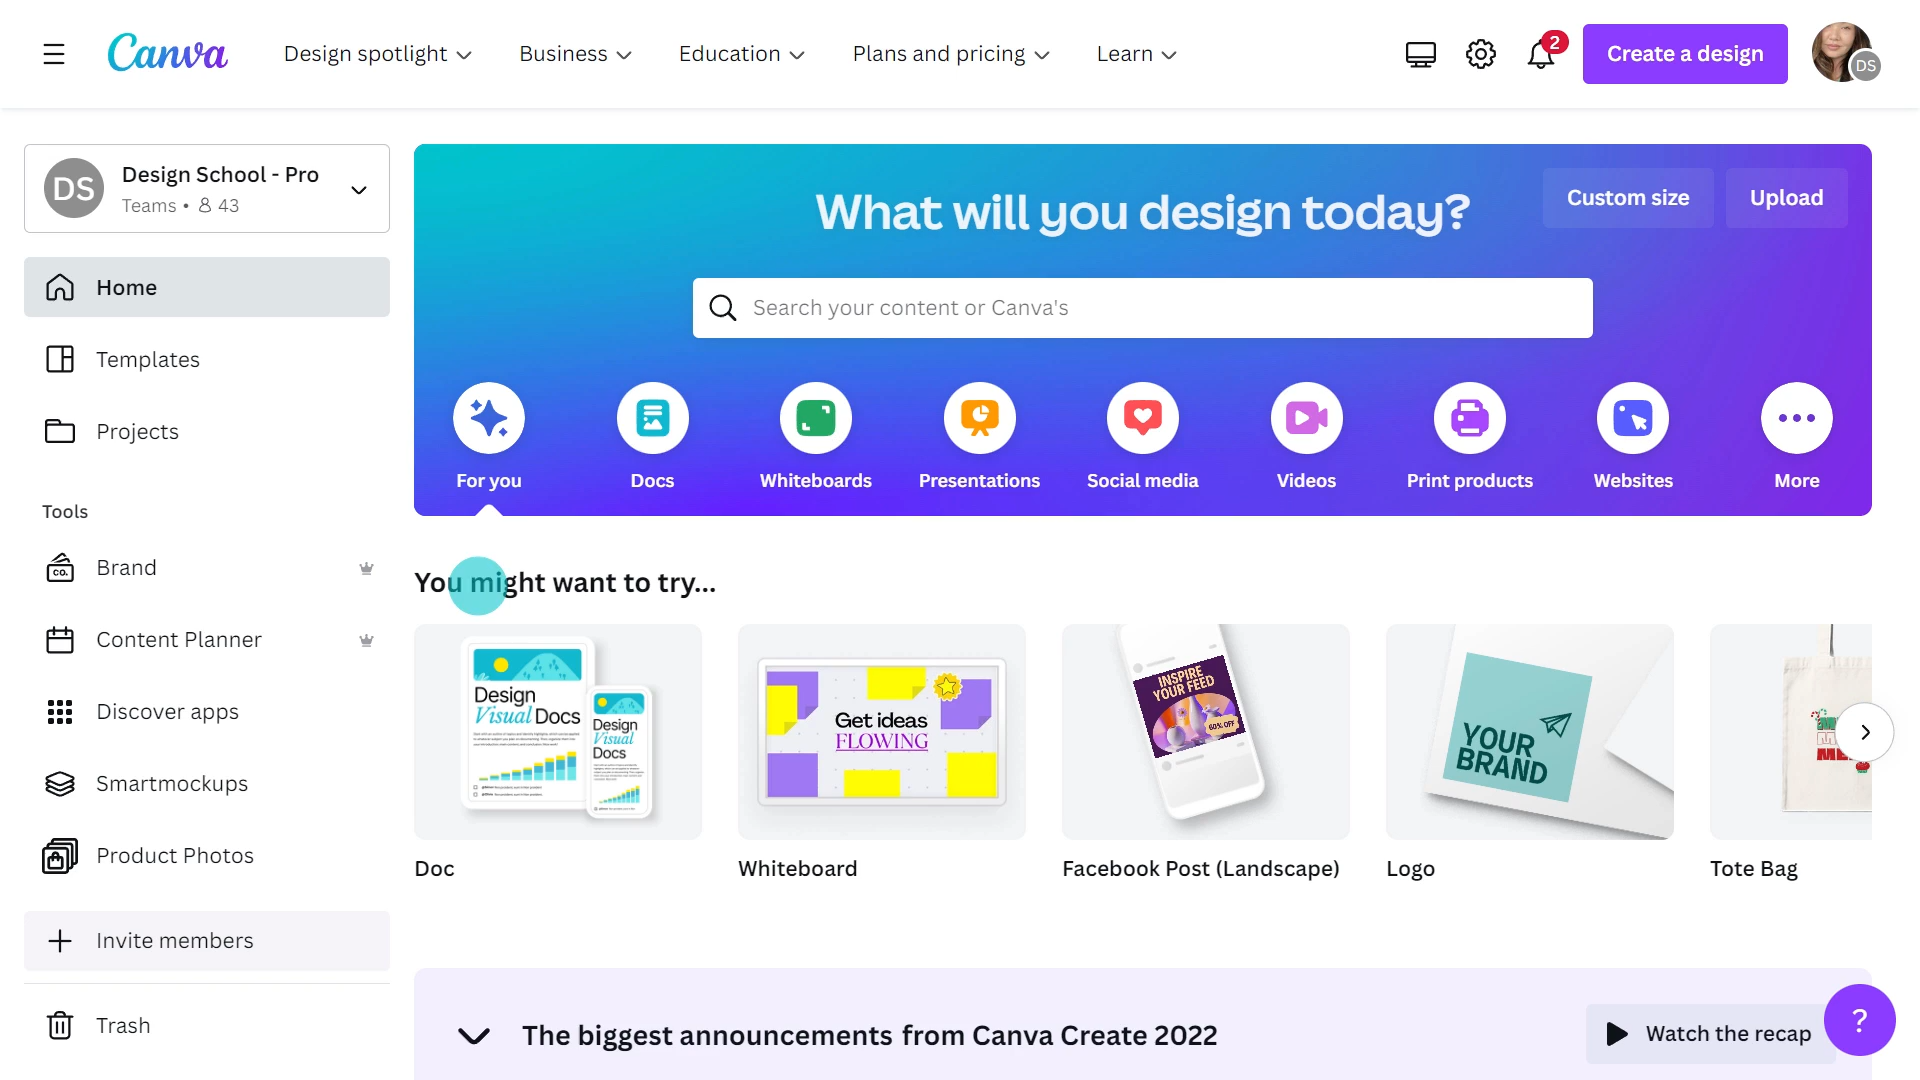 Canva
Design spotlight
Business
Education
Plans and pricing
Learn
2
Create a design
DS
DS
Design School - Pro
Teams • 43
Home
Templates
Projects
Tools
CO.
Brand
Content Planner
Discover apps
Smartmockups
Product Photos
Invite members
Trash
What will you design today?
Custom size
Upload
Search your content or Canva's
For you
Docs
Whiteboards
Presentations
Social media
Videos
Print products
Websites
More
You might want to try...
Design
Visual Docs
Design
Visual
Docs
Get ideas
FLOWING
INSPIRE
YOUR FEED
60% OFF
YOUR
BRAND
Doc
Whiteboard
Facebook Post (Landscape)
Logo
Tote Bag
The biggest announcements from Canva Create 2022
Watch the recap
?